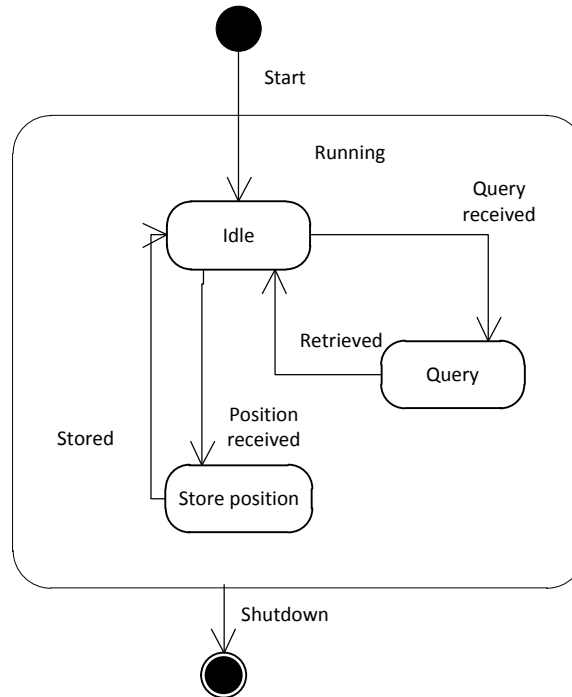 Start
Running
Query
received
Idle
Retrieved
Query
Position
received
Stored
Store position
Shutdown